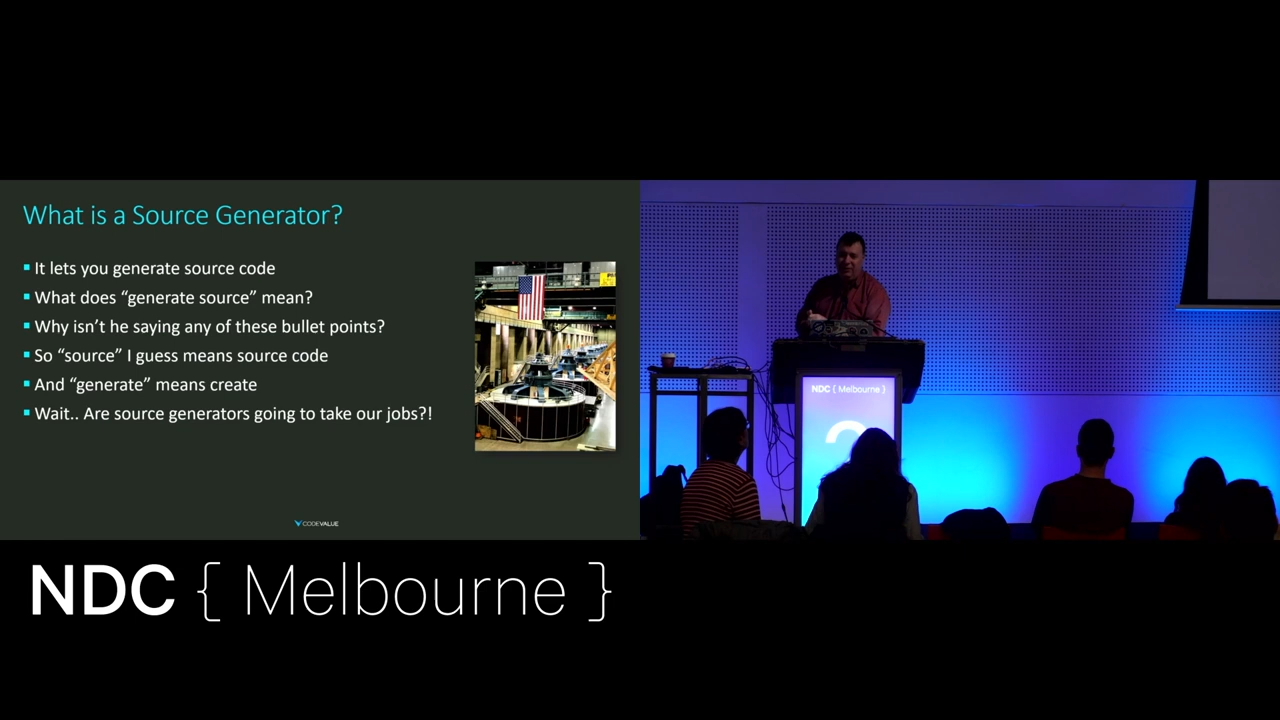 What is a Source Generator?
▪ It lets you generate source code
▪ What does “generate source” mean?
▪ Why isn’t he saying any of these bullet points?
▪ So “source” I guess means source code
▪ And “generate” means create
▪ Wait.. Are source generators going to take our jobs?!
CODEVALUE
NDC { Melbourne }
NDC { Melbourne }